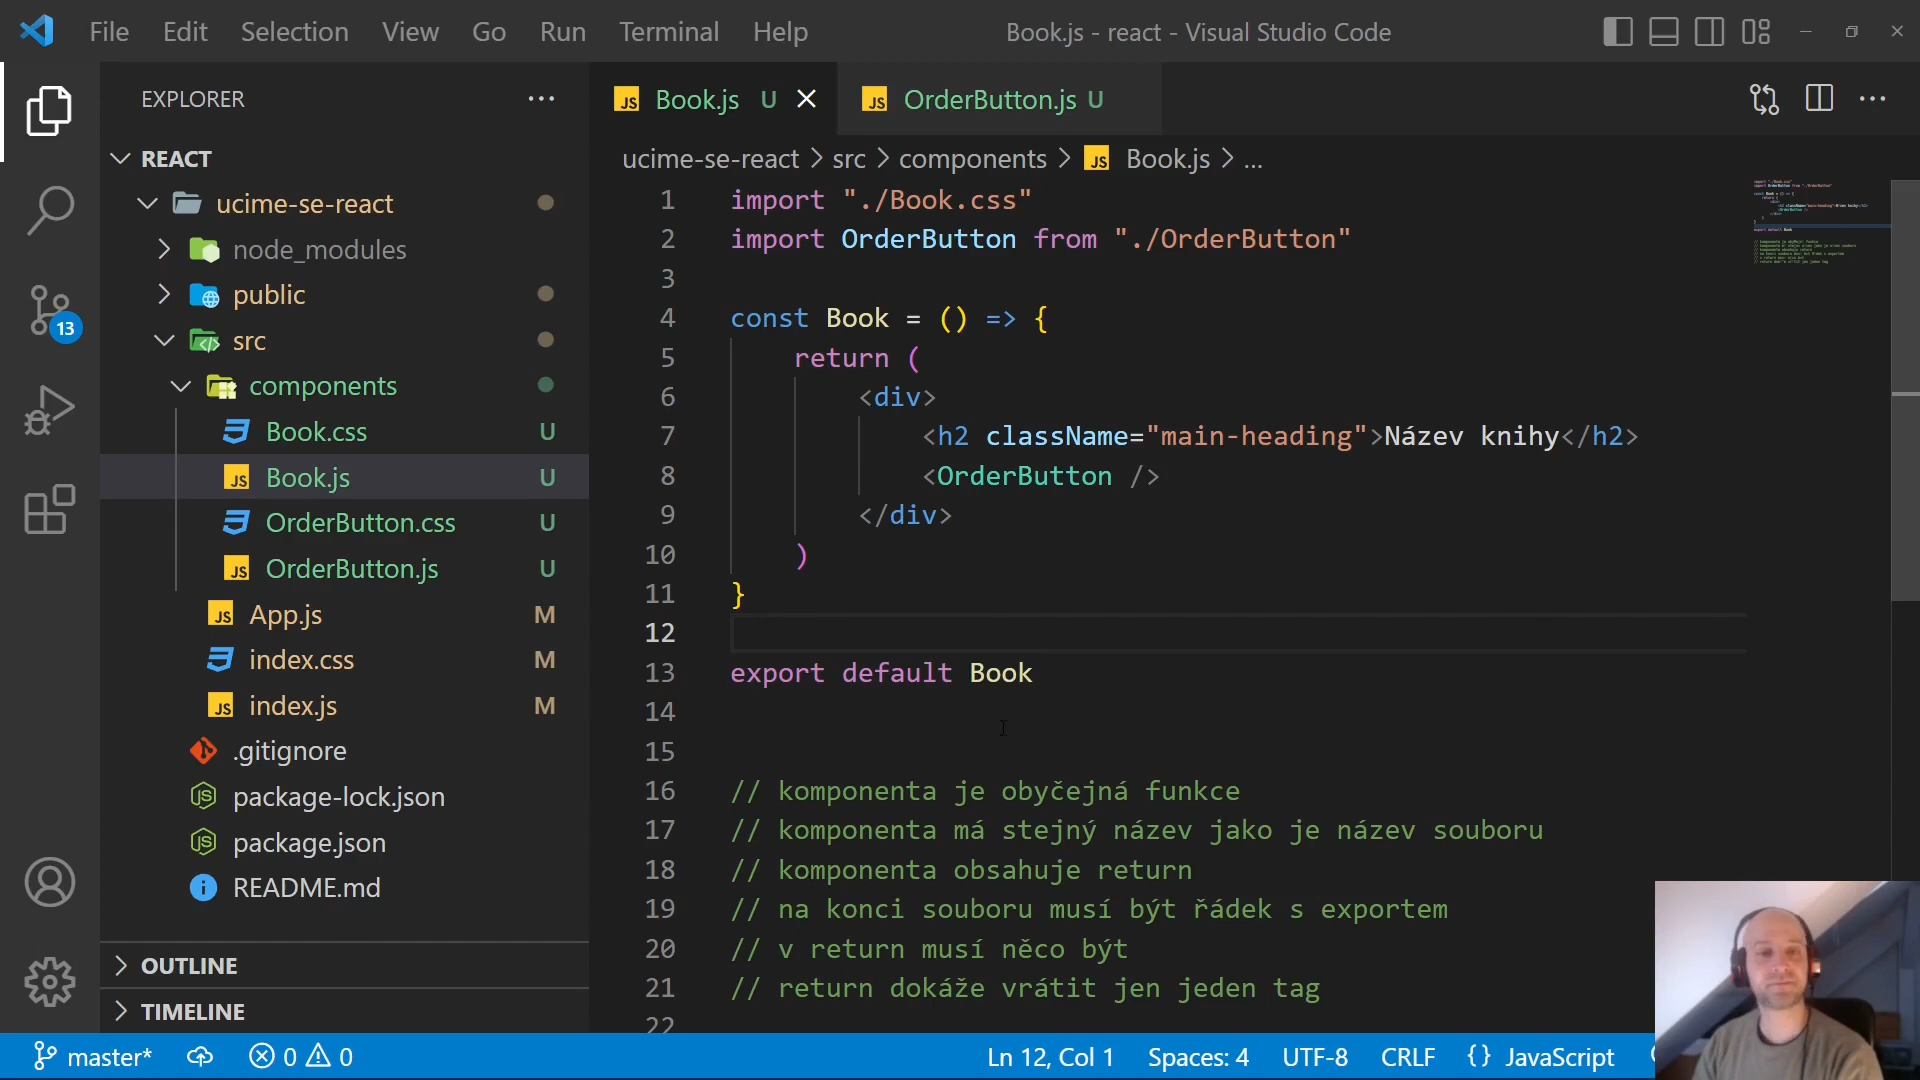 File Edit Selection View Go Run Terminal Help
Book.js - react - Visual Studio Code
EXPLORER
REACT
ucime-se-react
node_modules
public
src
components
Book.css U
Book.js U
OrderButton.css U
OrderButton.js U
App.js M
index.css M
index.js M
.gitignore
package-lock.json
package.json
README.md
OUTLINE
TIMELINE
13
Book.js U
OrderButton.js U
ucime-se-react > src > components > Book.js > ...
1 import "./Book.css"
2 import OrderButton from "./OrderButton"
3
4 const Book = () => {
5 return (
6 <div>
7 <h2 className="main-heading">Název knihy</h2>
8 <OrderButton />
9 </div>
10 )
11 }
12
13 export default Book
14
15
16 // komponenta je obyčejná funkce
17 // komponenta má stejný název jako je název souboru
18 // komponenta obsahuje return
19 // na konci souboru musí být řádek s exportem
20 // v return musí něco být
21 // return dokáže vrátit jen jeden tag
22
master* 0 0 Ln 12, Col 1 Spaces: 4 UTF-8 CRLF {} JavaScript